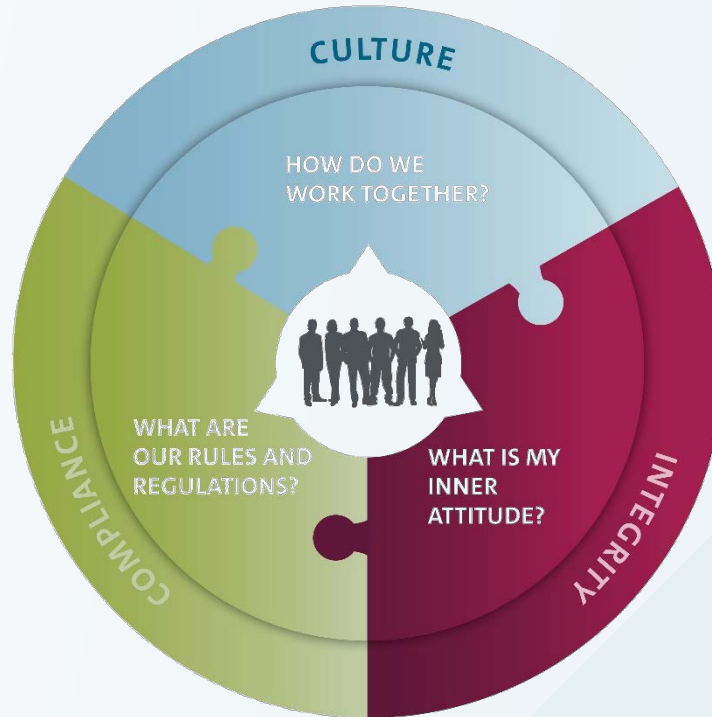 CULTURE
HOW DO WE
WORK TOGETHER?
WHAT ARE
OUR RULES AND
REGULATIONS?
WHAT IS MY
INNER
ATTITUDE?
COMPLIANCE
INTEGRITY